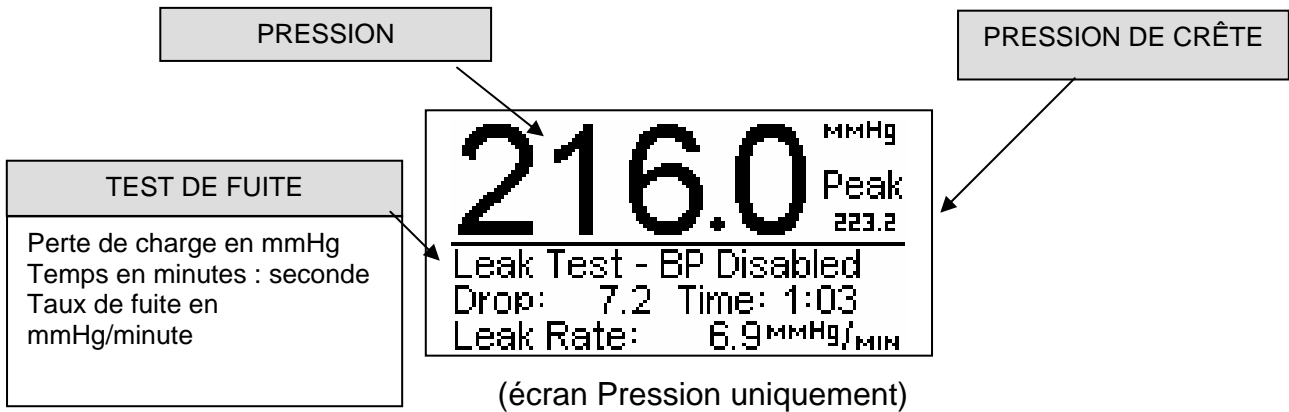 PRESSION
PRESSION DE CRÊTE
216.0 mmHg
Peak
223.2
TEST DE FUITE
Perte de charge en mmHg
Temps en minutes : seconde
Taux de fuite en
mmHg/minute
Leak Test - BP Disabled
Drop: 7.2 Time: 1:03
Leak Rate: 6.9 mmHg/MIN
(écran Pression uniquement)